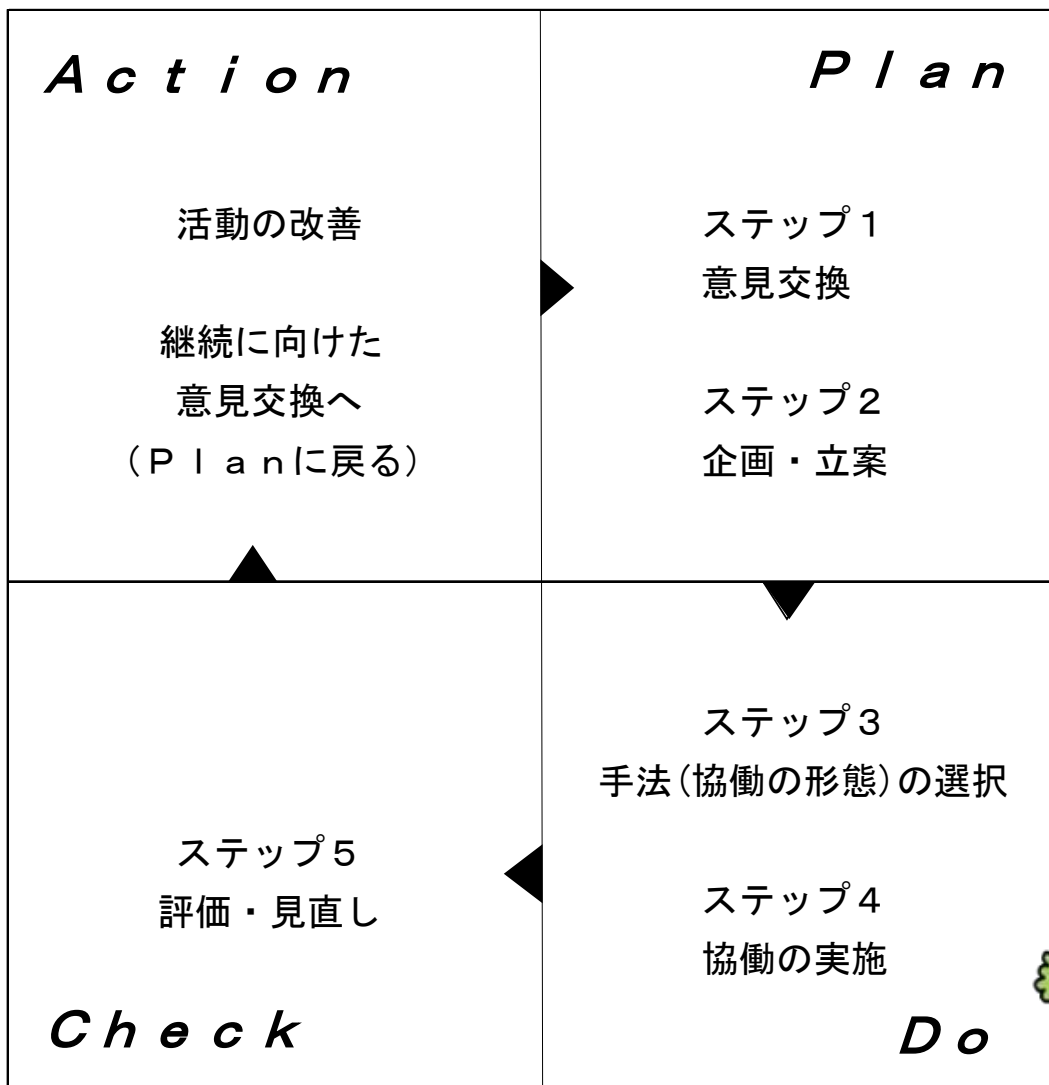 Ａｃｔｉｏｎ
活動の改善
継続に向けた
意見交換へ
（Ｐｌａｎに戻る）
Ｐｌａｎ
ステップ１
意見交換
ステップ２
企画・立案
ステップ３
手法（協働の形態）の選択
ステップ４
協働の実施
Ｄｏ
ステップ５
評価・見直し
Ｃｈｅｃｋ